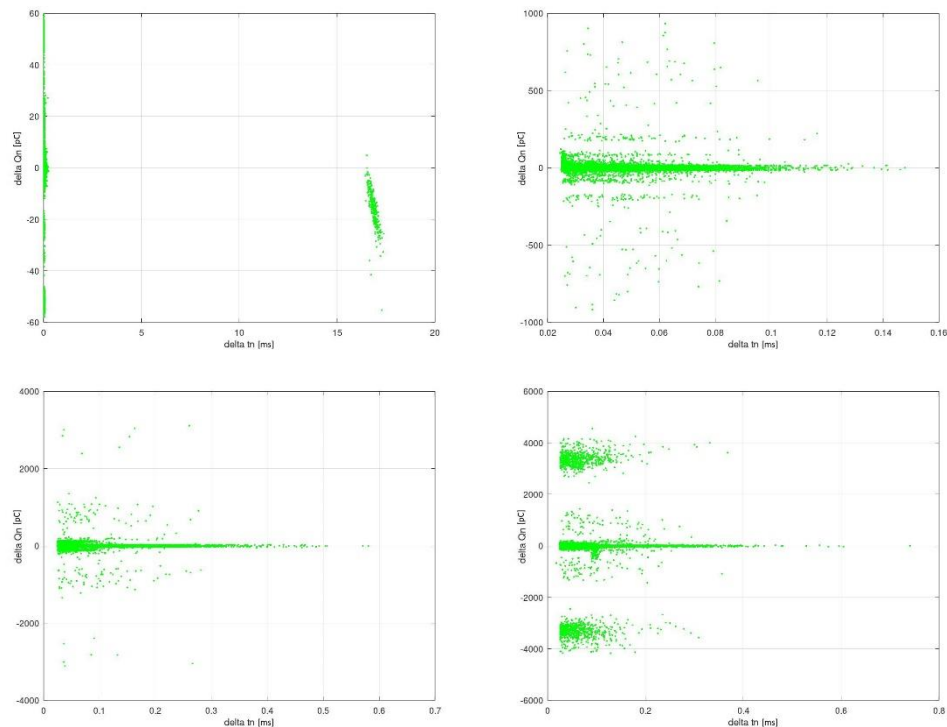 60
40
20
0
-20
-40
-60
0 5 10 15 20
delta tn [ms]
delta Qn [pC]
1000
500
0
-500
-1000
0.02 0.04 0.06 0.08 0.1 0.12 0.14 0.16
delta tn [ms]
delta Qn [pC]
4000
2000
0
-2000
-4000
0 0.1 0.2 0.3 0.4 0.5 0.6 0.7
delta tn [ms]
delta Qn [pC]
6000
4000
2000
0
-2000
-4000
-6000
0 0.2 0.4 0.6 0.8
delta tn [ms]
delta Qn [pC]